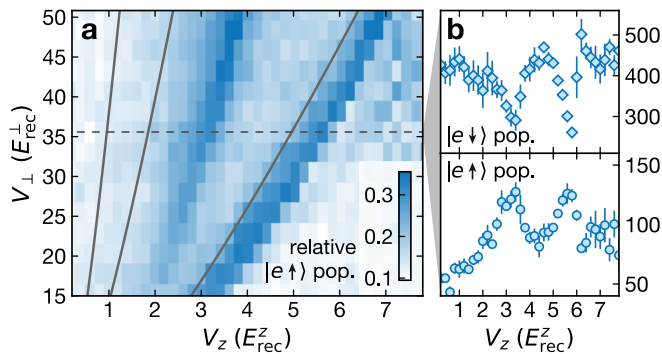 a
50
45
40
35
30
25
20
15
V⊥ (E⊥rec)
1 2 3 4 5 6 7
Vz (Ezrec)
relative
|e↑⟩ pop.
0.3
0.2
0.1
b
|e↓⟩ pop.
500
400
300
|e↑⟩ pop.
150
100
50
1 2 3 4 5 6 7
Vz (Ezrec)